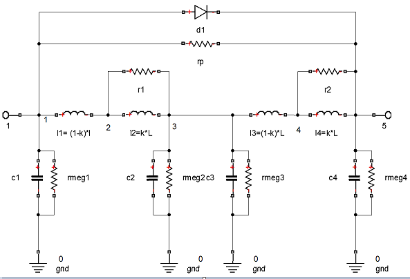 d1
rp
r1
r2
1
1
l1= (1-k)*l
2
l2=k*L
3
l3=(1-k)*L
4
l4=k*L
5
c1
rmeg1
c2
rmeg2
c3
rmeg3
c4
rmeg4
0
gnd
0
gnd
0
gnd
0
gnd